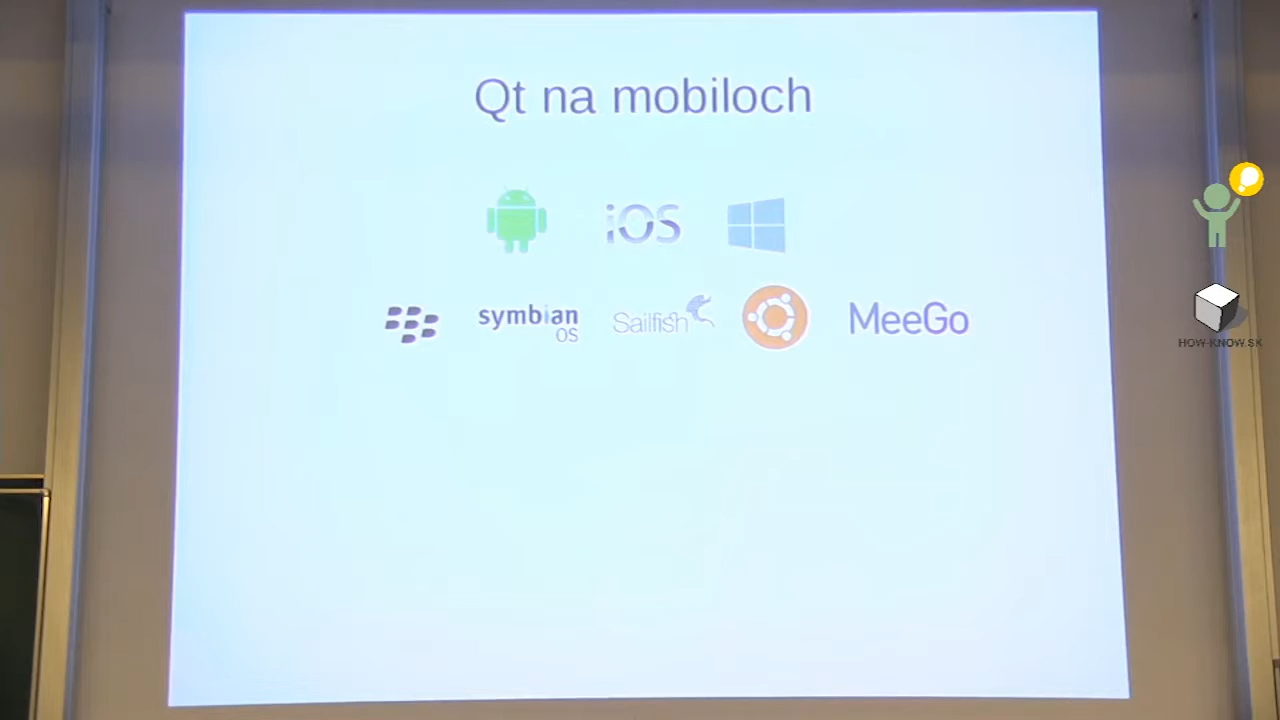 Qt na mobiloch
iOS
symbian
OS
Sailfish
MeeGo
HOW-KNOW.SK